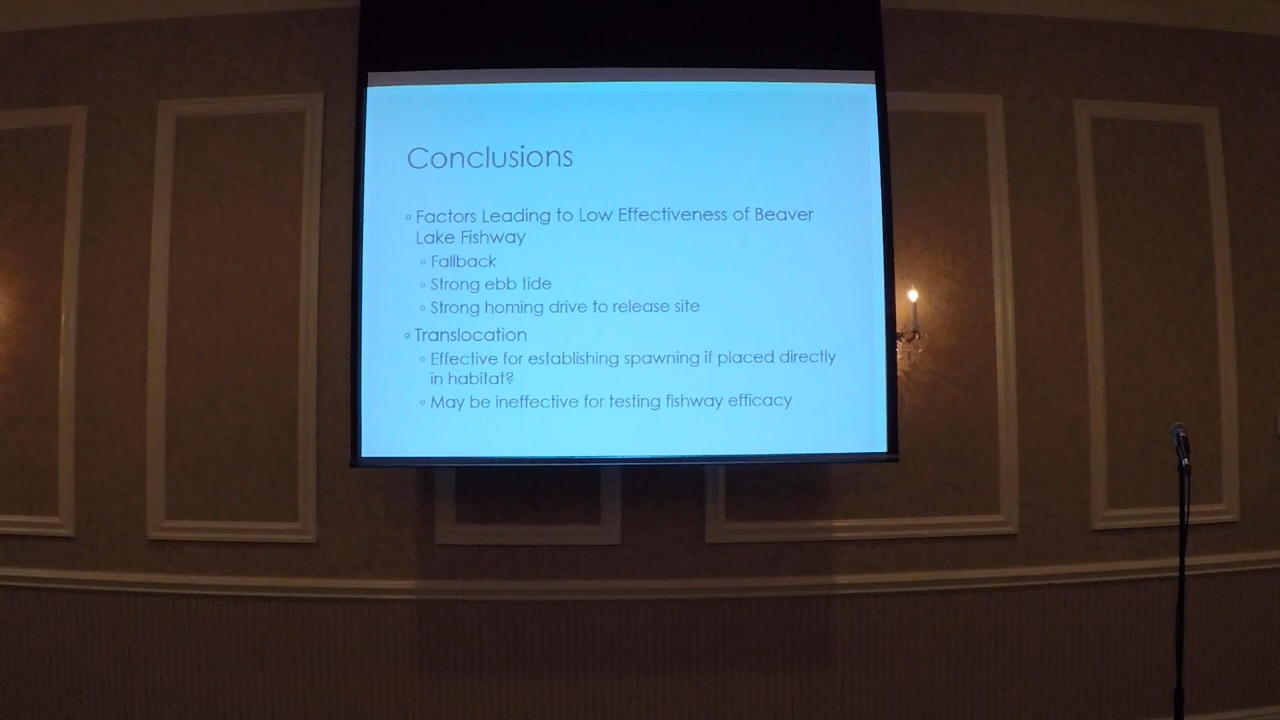 Conclusions
◦ Factors Leading to Low Effectiveness of Beaver
Lake Fishway
◦ Fallback
◦ Strong ebb tide
◦ Strong homing drive to release site
◦ Translocation
◦ Effective for establishing spawning if placed directly
in habitat?
◦ May be ineffective for testing fishway efficacy